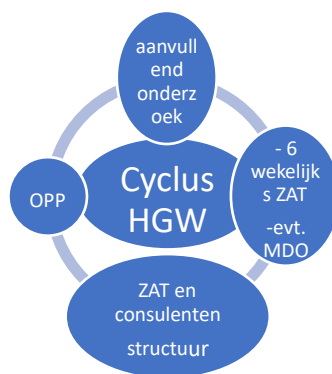 aanvull
end
onderz
oek
- 6
wekelijk
s ZAT
-evt.
MDO
Cyclus
HGW
OPP
ZAT en
consulenten
structuur